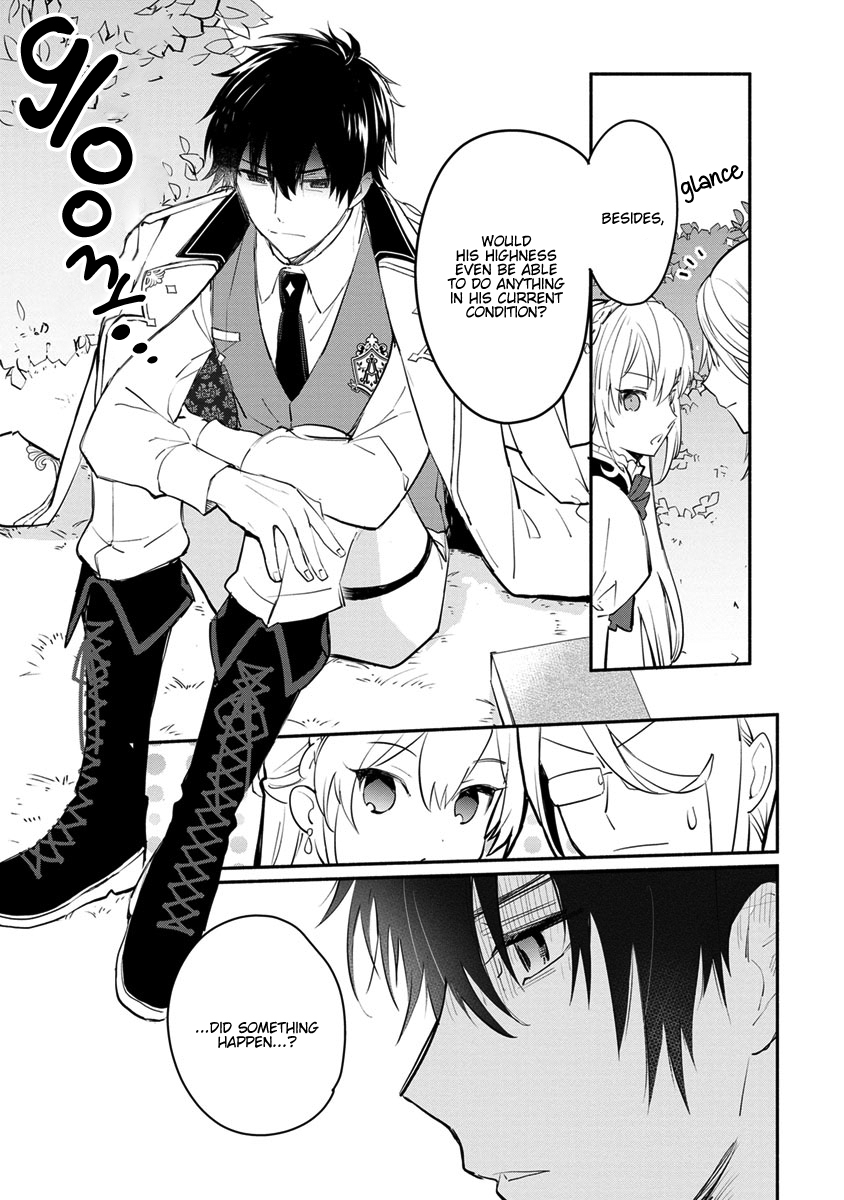 glance
BESIDES,
WOULD
HIS HIGHNESS
EVEN BE ABLE
TO DO ANYTHING
IN HIS CURRENT
CONDITION?
gloomy...
...DID SOMETHING
HAPPEN...?